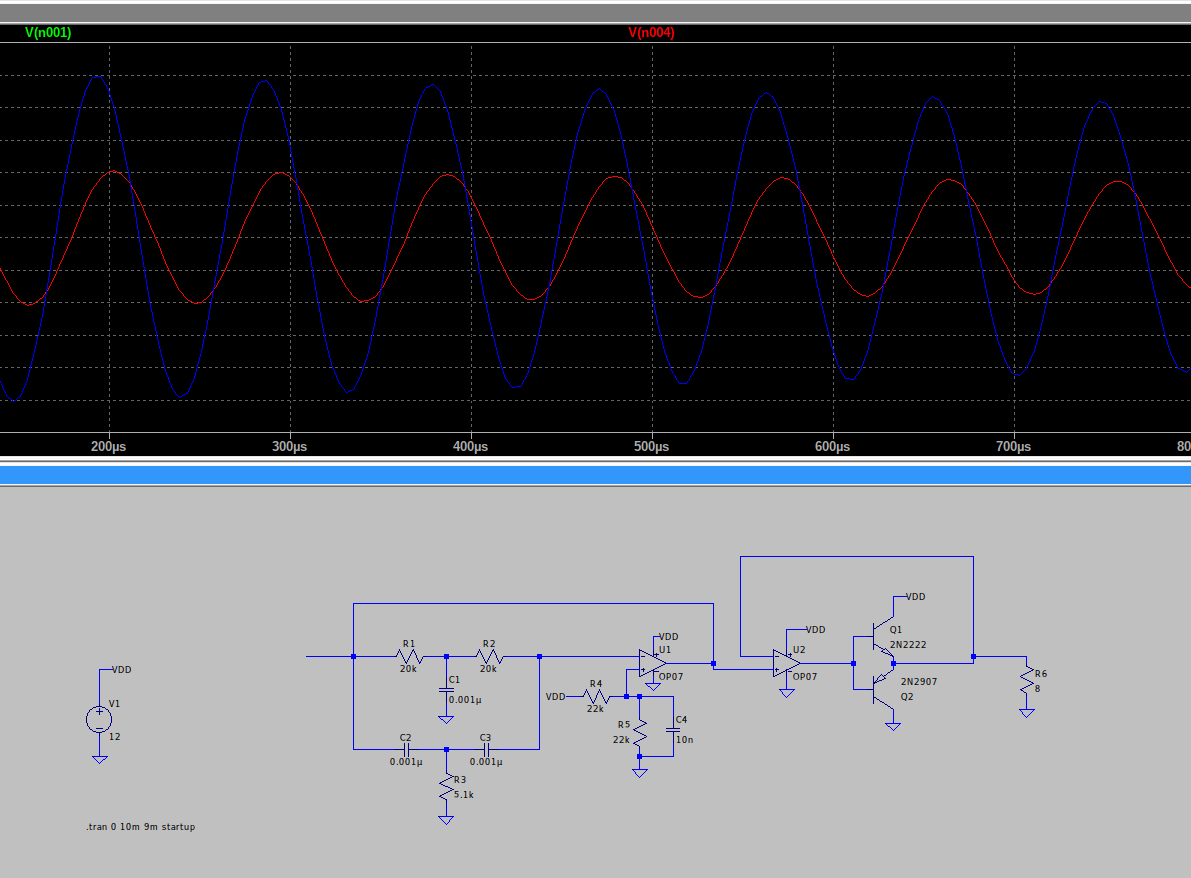 V(n001) V(n004)
200µs 300µs 400µs 500µs 600µs 700µs 80
VDD
Q1
2N2222
VDD
U2
VDD
U1
R1
20k
R2
20k
VDD
OP07
OP07
C1
0.001µ
VDD
R4
22k
2N2907
Q2
R6
8
V1
12
R5
22k
C4
10n
C2
0.001µ
C3
0.001µ
R3
5.1k
.tran 0 10m 9m startup